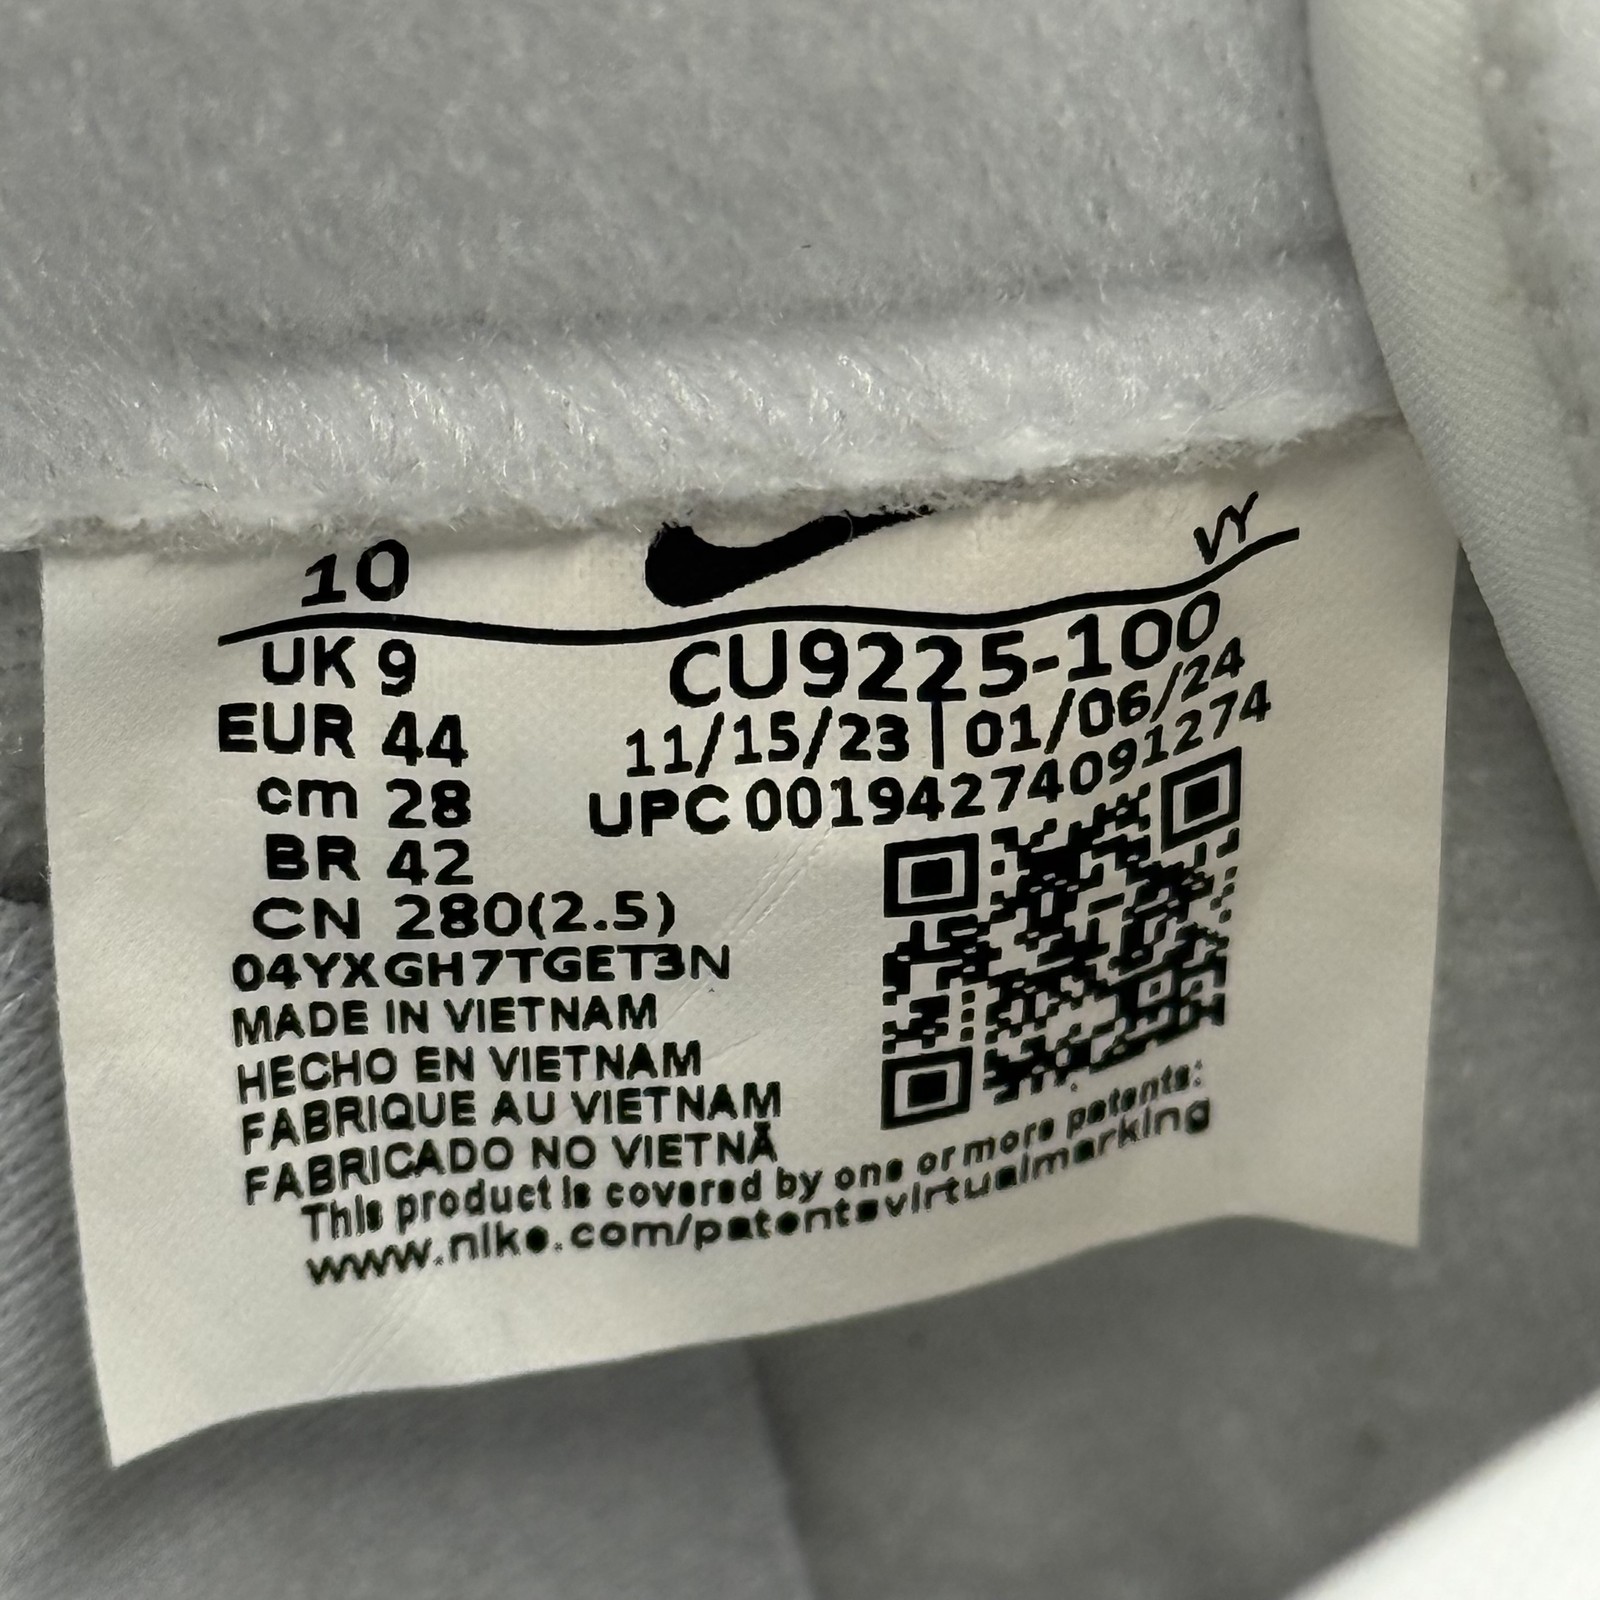 10 VY
UK 9 CU9225-100
EUR 44 11/15/23 | 01/06/24
cm 28 UPC 00194274091274
BR 42
CN 280(2.5)
04YXGH7TGET3N
MADE IN VIETNAM
HECHO EN VIETNAM
FABRIQUE AU VIETNAM
FABRICADO NO VIETNÃ
This product is covered by one or more patents:
www.nike.com/patentsvirtualmarking